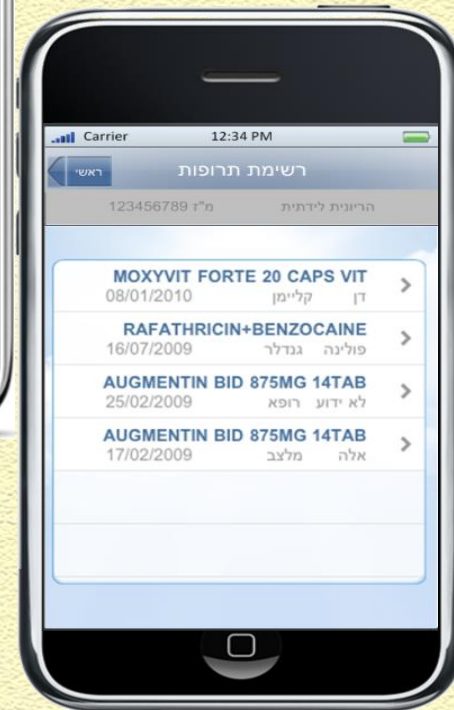 Carrier 12:34 PM
רשימת תרופות
ראשי
הריונית לידתית מ"ז 123456789
MOXYVIT FORTE 20 CAPS VIT
דן קליימן 08/01/2010
RAFATHRICIN+BENZOCAINE
פולינה גנדלר 16/07/2009
AUGMENTIN BID 875MG 14TAB
לא ידוע רופא 25/02/2009
AUGMENTIN BID 875MG 14TAB
אלה מלצב 17/02/2009